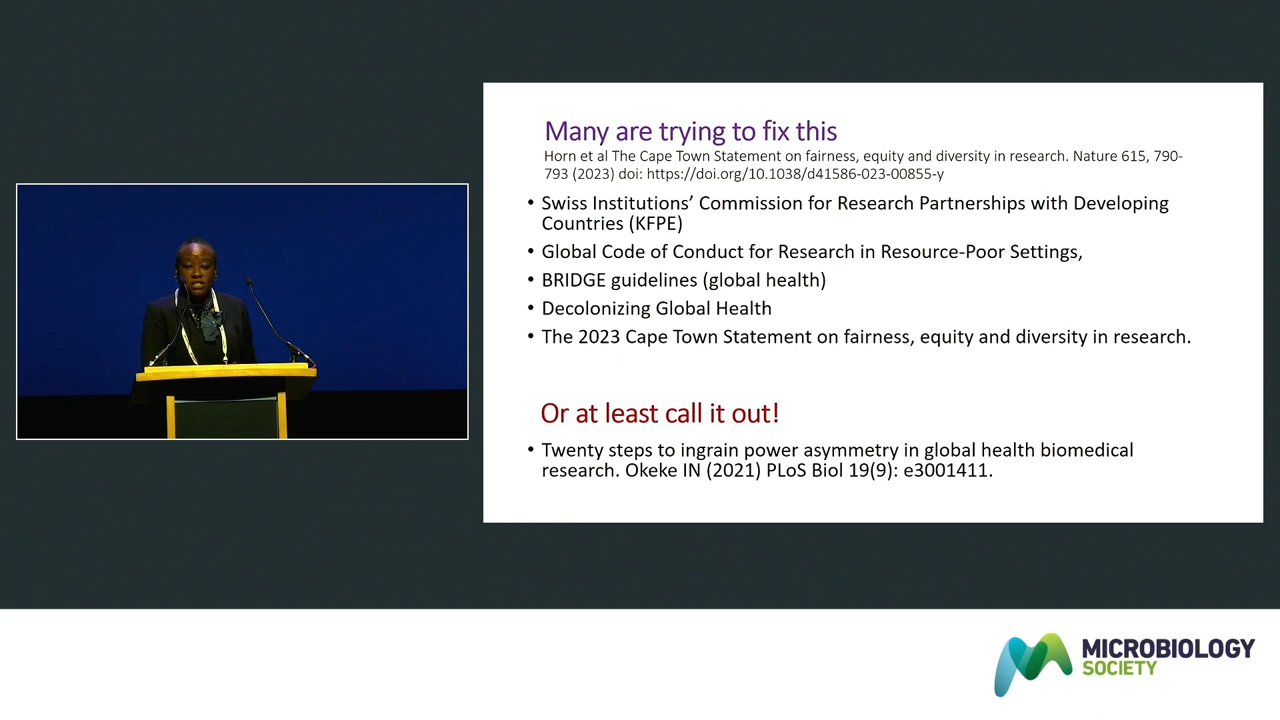 Many are trying to fix this
Horn et al The Cape Town Statement on fairness, equity and diversity in research. Nature 615, 790-
793 (2023) doi: https://doi.org/10.1038/d41586-023-00855-y
• Swiss Institutions’ Commission for Research Partnerships with Developing
Countries (KFPE)
• Global Code of Conduct for Research in Resource-Poor Settings,
• BRIDGE guidelines (global health)
• Decolonizing Global Health
• The 2023 Cape Town Statement on fairness, equity and diversity in research.
Or at least call it out!
• Twenty steps to ingrain power asymmetry in global health biomedical
research. Okeke IN (2021) PLoS Biol 19(9): e3001411.
MICROBIOLOGY
SOCIETY